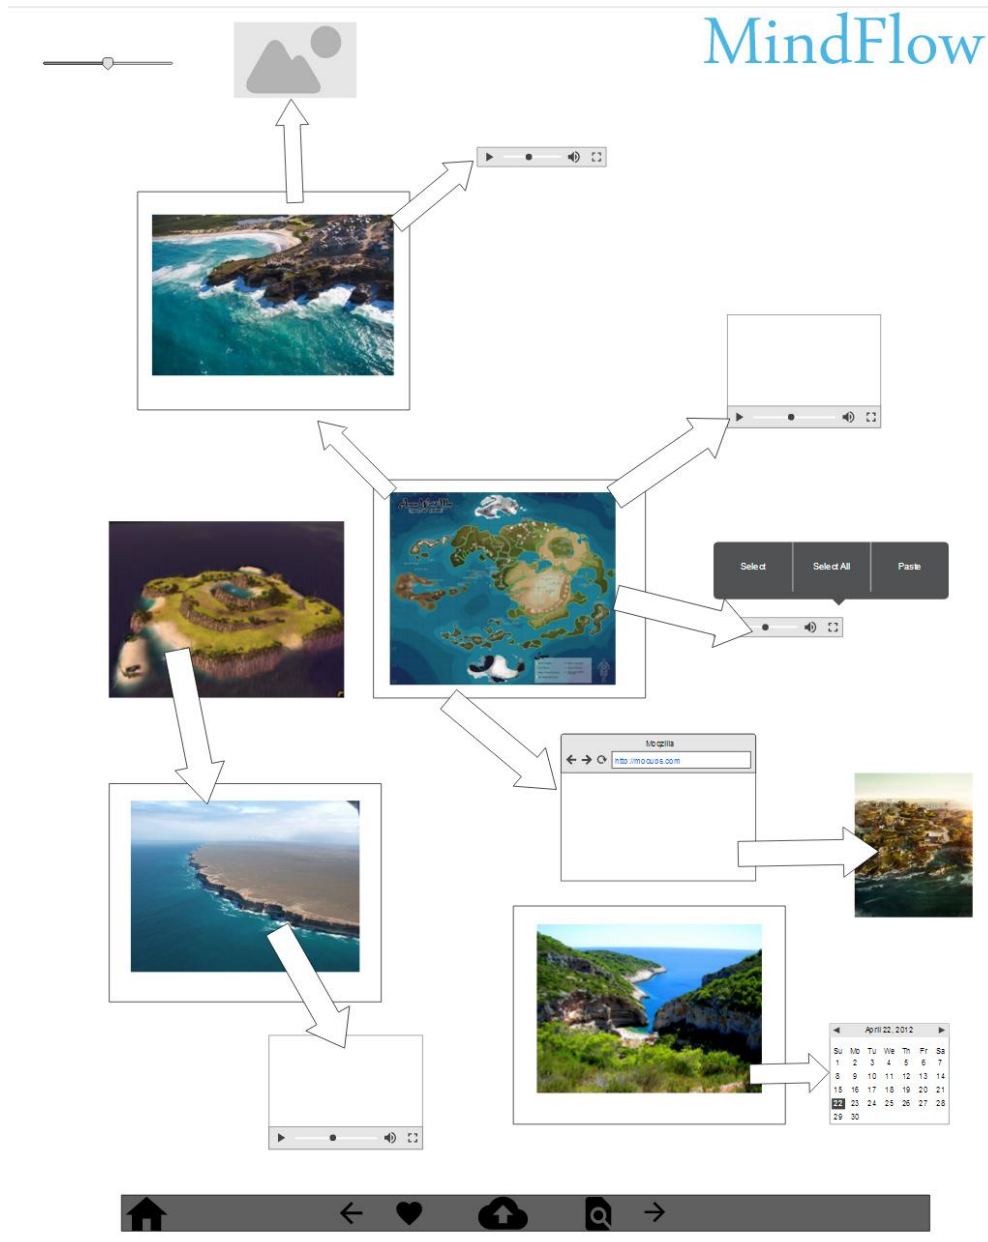 MindFlow
Select
Select All
Paste
Mozilla
http://mocups.com
April 22, 2012
Su Mo Tu We Th Fr Sa
1 2 3 4 5 6 7
8 9 10 11 12 13 14
15 16 17 18 19 20 21
22 23 24 25 26 27 28
29 30